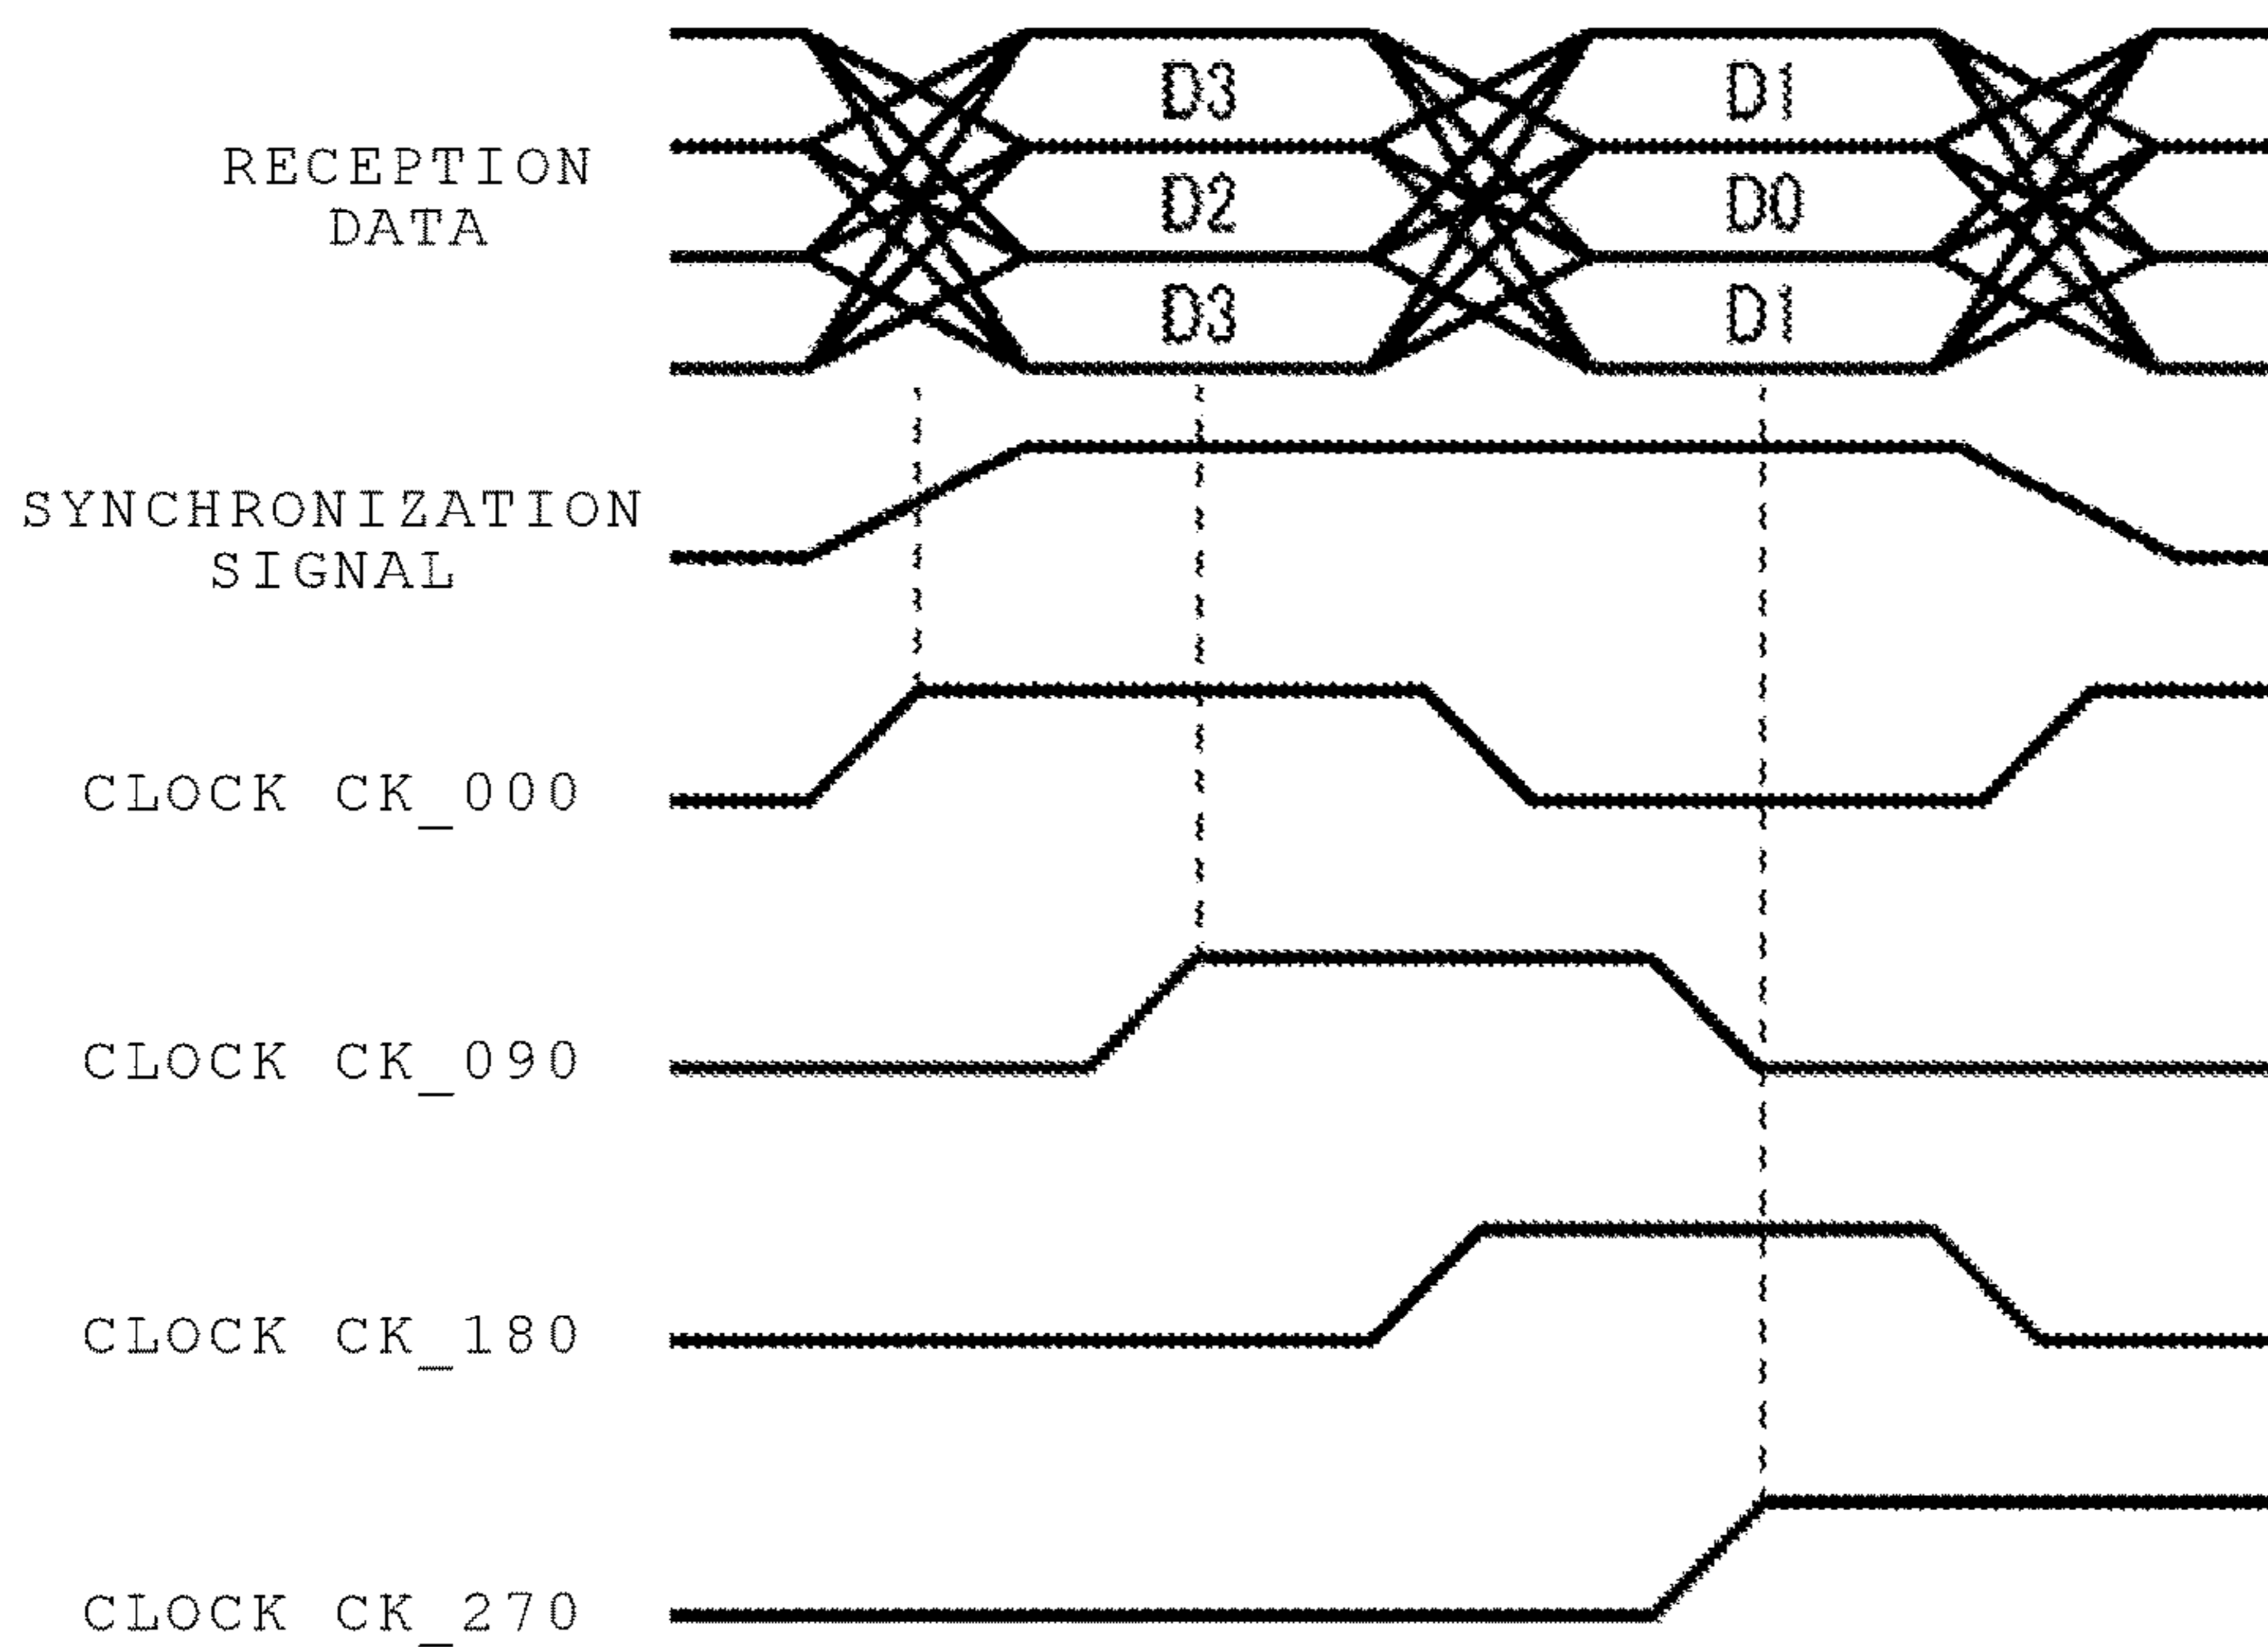 D3 D1
RECEPTION
DATA
D2 D0
D3 D1
SYNCHRONIZATION
SIGNAL
CLOCK CK_000
CLOCK CK_090
CLOCK CK_180
CLOCK CK_270